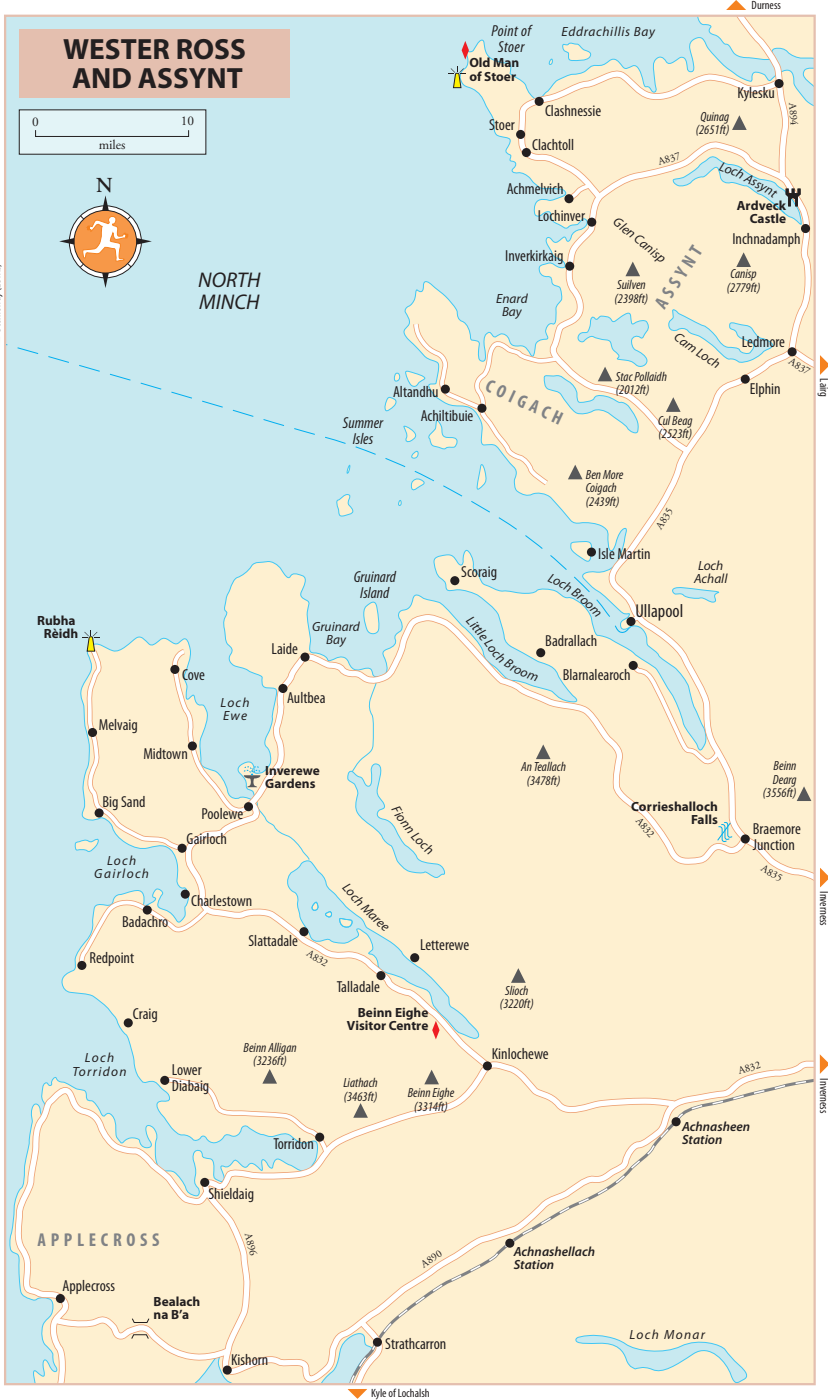 Durness
WESTER ROSS
AND ASSYNT
0 10
miles
N
Point of
Stoer
Eddrachillis Bay
Old Man
of Stoer
Clashnessie
Kylesku
A894
Quinag
(2651ft)
Stoer
Clachtoll
A837
Loch Assynt
Ardveck
Castle
Achmelvich
Lochinver
Inchnadamph
Glen Canisp
ASSYNT
Inverkirkaig
Suilven
(2398ft)
Canisp
(2779ft)
NORTH
MINCH
Enard
Bay
Cam Loch
Ledmore
A837
Lairg
Elphin
Stac Pollaidh
(2012ft)
Altandhu
COIGACH
Achiltibuie
Cul Beag
(2523ft)
Summer
Isles
Ben More
Coigach
(2439ft)
A835
Isle Martin
Loch
Achall
Scoraig
Loch Broom
Gruinard
Island
Ullapool
Rubha
Rèidh
Gruinard
Bay
Little Loch Broom
Laide
Badrallach
Blarnalearoch
Cove
Aultbea
Loch
Ewe
Melvaig
Midtown
An Teallach
(3478ft)
Beinn
Dearg
(3556ft)
Inverewe
Gardens
Big Sand
Poolewe
Corrieshalloch
Falls
Fionn Loch
A832
Braemore
Junction
Gairloch
Loch
Gairloch
A835
Inverness
Loch Maree
Charlestown
Badachro
Slattadale
Letterewe
A832
Redpoint
Talladale
Slioch
(3220ft)
Beinn Eighe
Visitor Centre
Craig
Loch
Torridon
Beinn Alligan
(3236ft)
Kinlochewe
Lower
Diabaig
Liathach
(3463ft)
Beinn Eighe
(3314ft)
A832
Inverness
Achnasheen
Station
Torridon
Shieldaig
APPLECROSS
A896
A890
Achnashellach
Station
Applecross
Bealach
na B'a
Loch Monar
Strathcarron
Kishorn
Kyle of Lochalsh